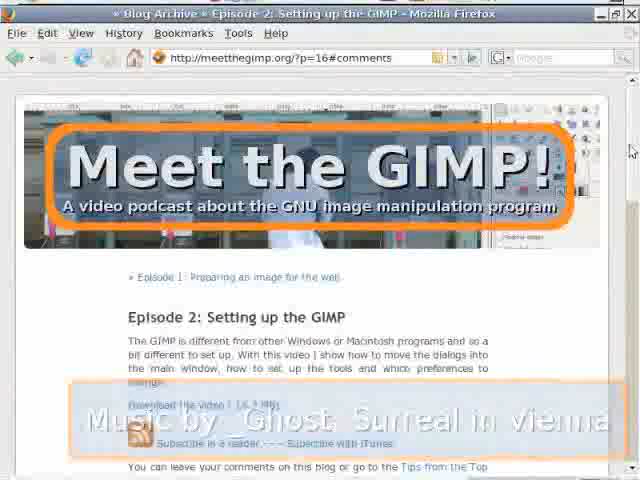 » Blog Archive » Episode 2: Setting up the GIMP - Mozilla Firefox
File Edit View History Bookmarks Tools Help
http://meetthegimp.org/?p=16#comments
Google
Meet the GIMP!
A video podcast about the GNU image manipulation program
» Episode 1: Preparing an image for the web
Episode 2: Setting up the GIMP
The GIMP is different from other Windows or Macintosh programs and so a
bit different to set up. With this video I show how to move the dialogs into
the main window, how to set up the tools and which preferences to
Download the video
Music by _Ghost: Surreal in Vienna
Subscribe in a reader.---- Subscribe with iTunes
You can leave your comments on this blog or go to the Tips from the Top